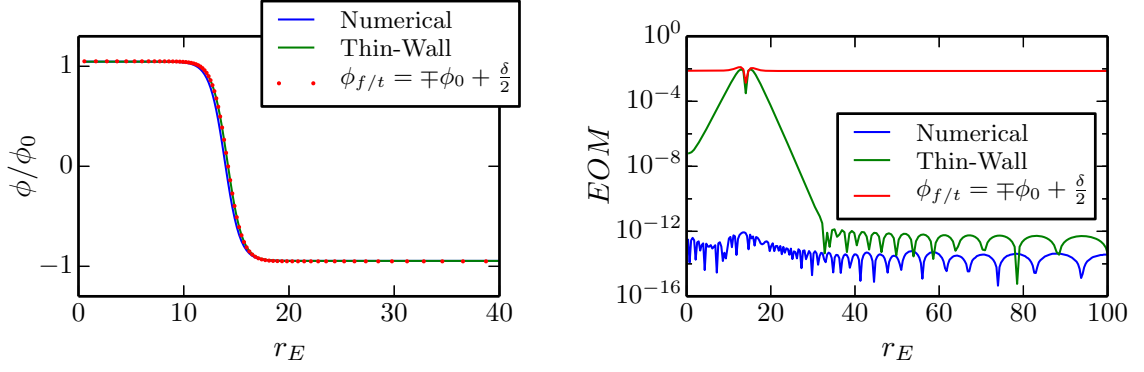 Numerical
Thin-Wall
ϕ_{f/t} = ∓ϕ_0 + δ/2
ϕ/ϕ_0
1
0
−1
0 10 20 30 40
r_E
Numerical
Thin-Wall
ϕ_{f/t} = ∓ϕ_0 + δ/2
EOM
10^0
10^{−4}
10^{−8}
10^{−12}
10^{−16}
0 20 40 60 80 100
r_E